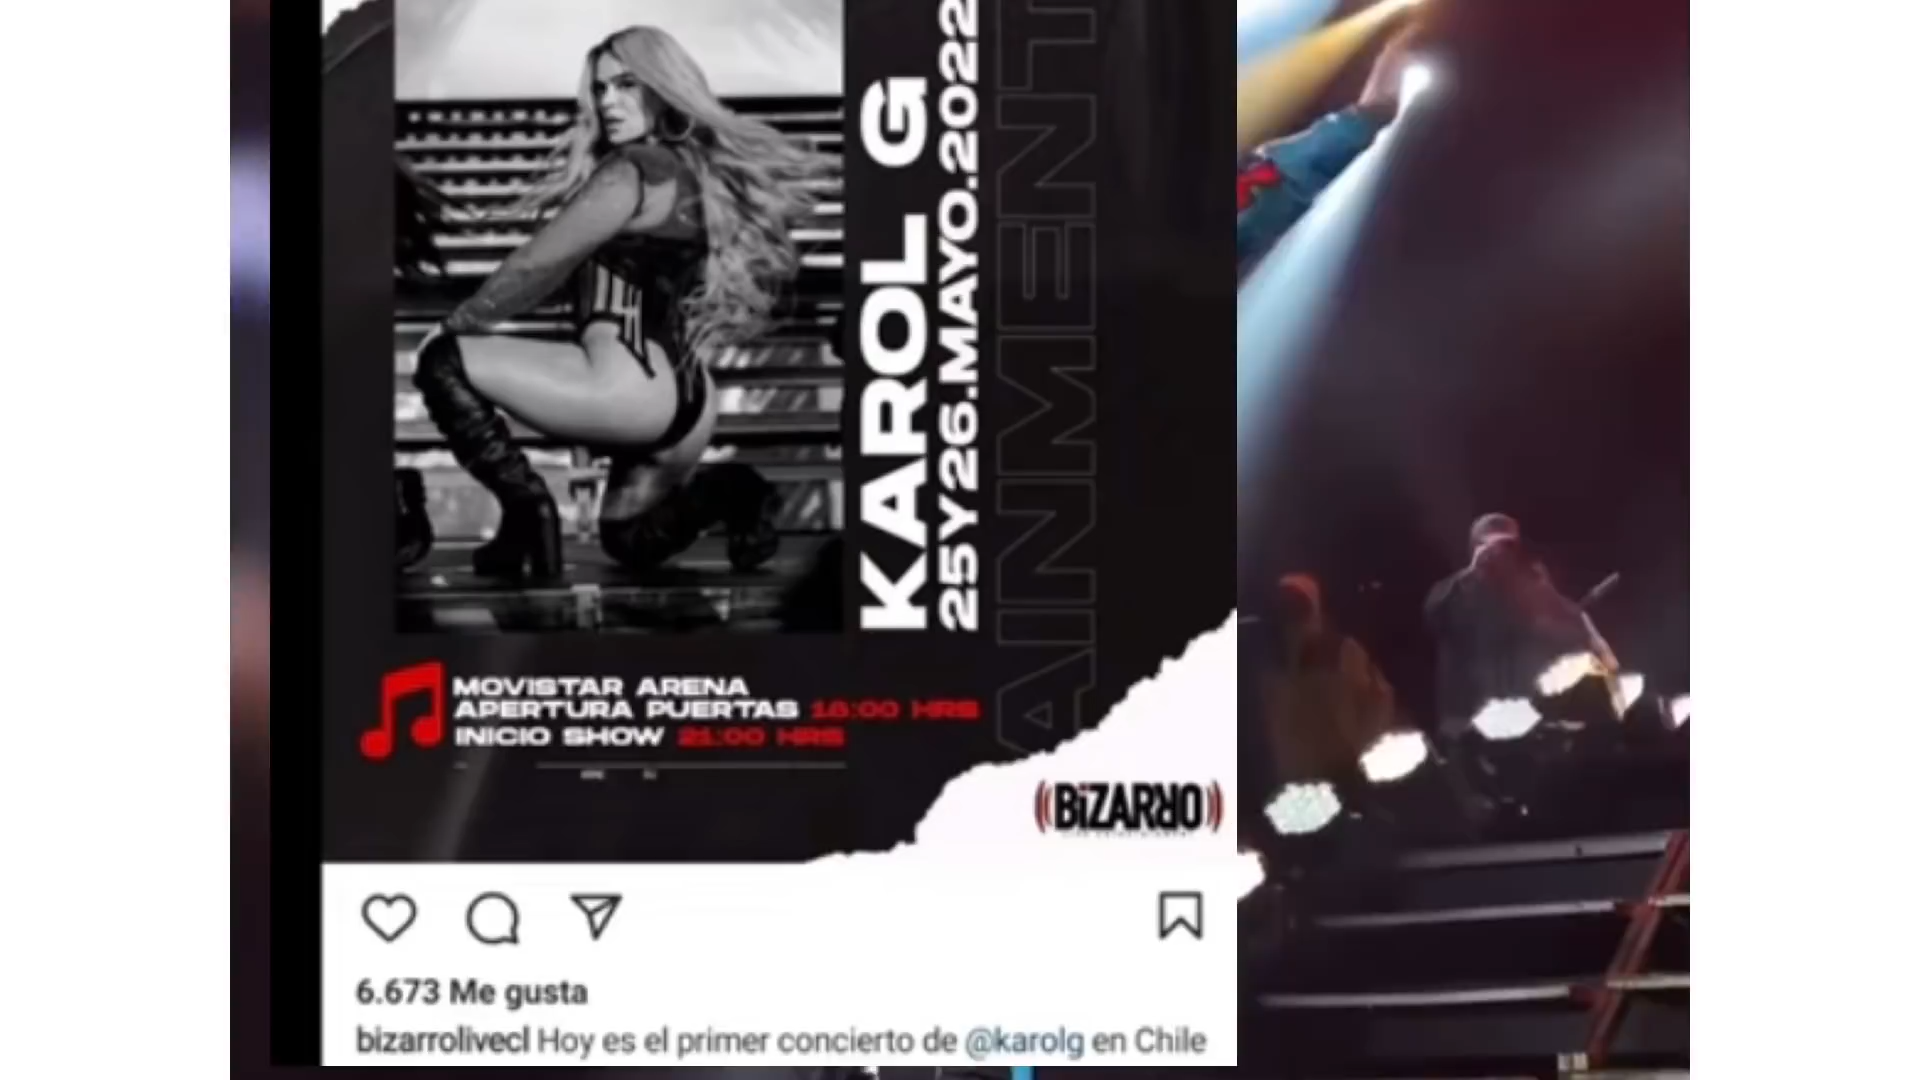 KAROL G
25Y26.MAYO.2022
AINMENT
MOVISTAR ARENA
APERTURA PUERTAS 18:00 HRS
INICIO SHOW 21:00 HRS
BiZARRO
6.673 Me gusta
bizarrolivecl Hoy es el primer concierto de @karolg en Chile